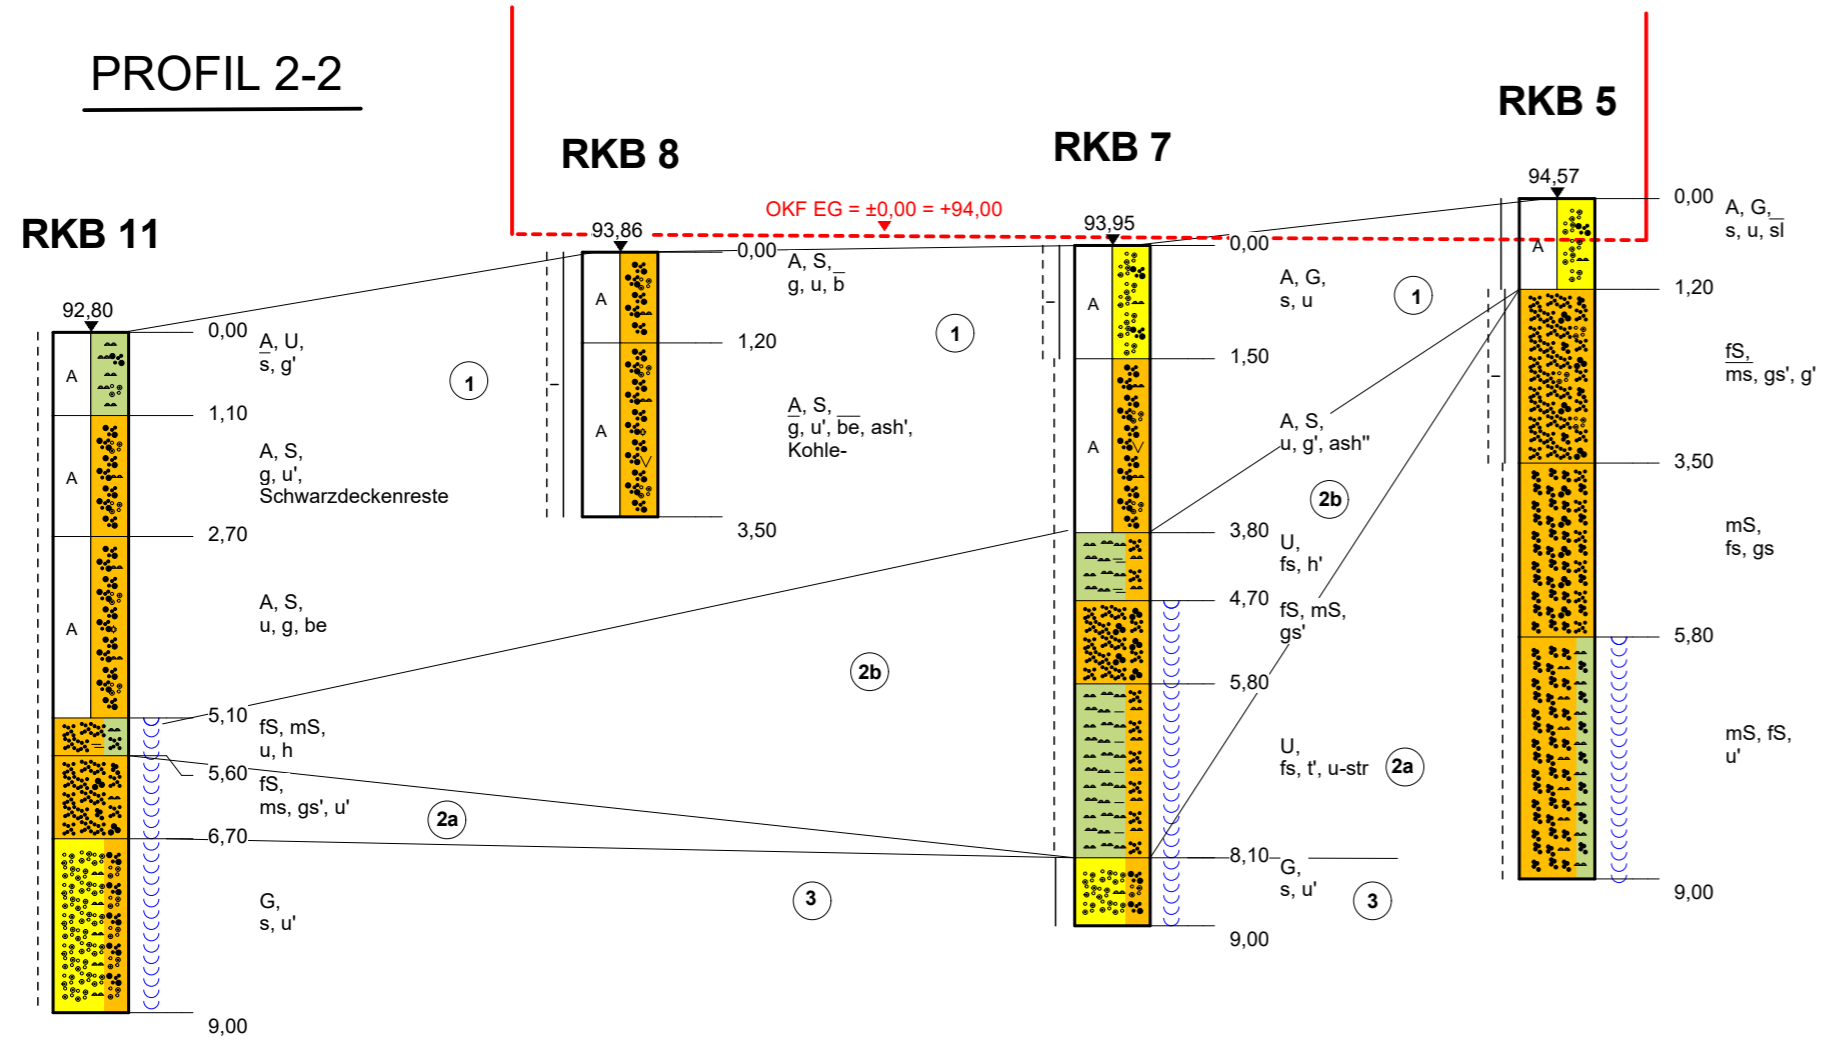 PROFIL 2-2
RKB 11
92,80
A
A
A
0,00
A, U,
s, g'
1,10
A, S,
g, u',
Schwarzdeckenreste
2,70
A, S,
u, g, be
5,10
fS, mS,
u, h
5,60
fS,
ms, gs', u'
6,70
G,
s, u'
9,00
1
2a
RKB 8
93,86
A
A
0,00
A, S,
g, u, b
1,20
A, S,
g, u', be, ash',
Kohle-
3,50
OKF EG = ±0,00 = +94,00
1
2b
3
RKB 7
93,95
A
A
0,00
A, G,
s, u
1,50
A, S,
u, g', ash"
3,80
U,
fs, h'
4,70
fS, mS,
gs'
5,80
U,
fs, t', u-str
8,10
G,
s, u'
9,00
1
2b
2a
3
RKB 5
94,57
A
0,00
A, G,
s, u, sl
1,20
fS,
ms, gs', g'
3,50
mS,
fs, gs
5,80
mS, fS,
u'
9,00